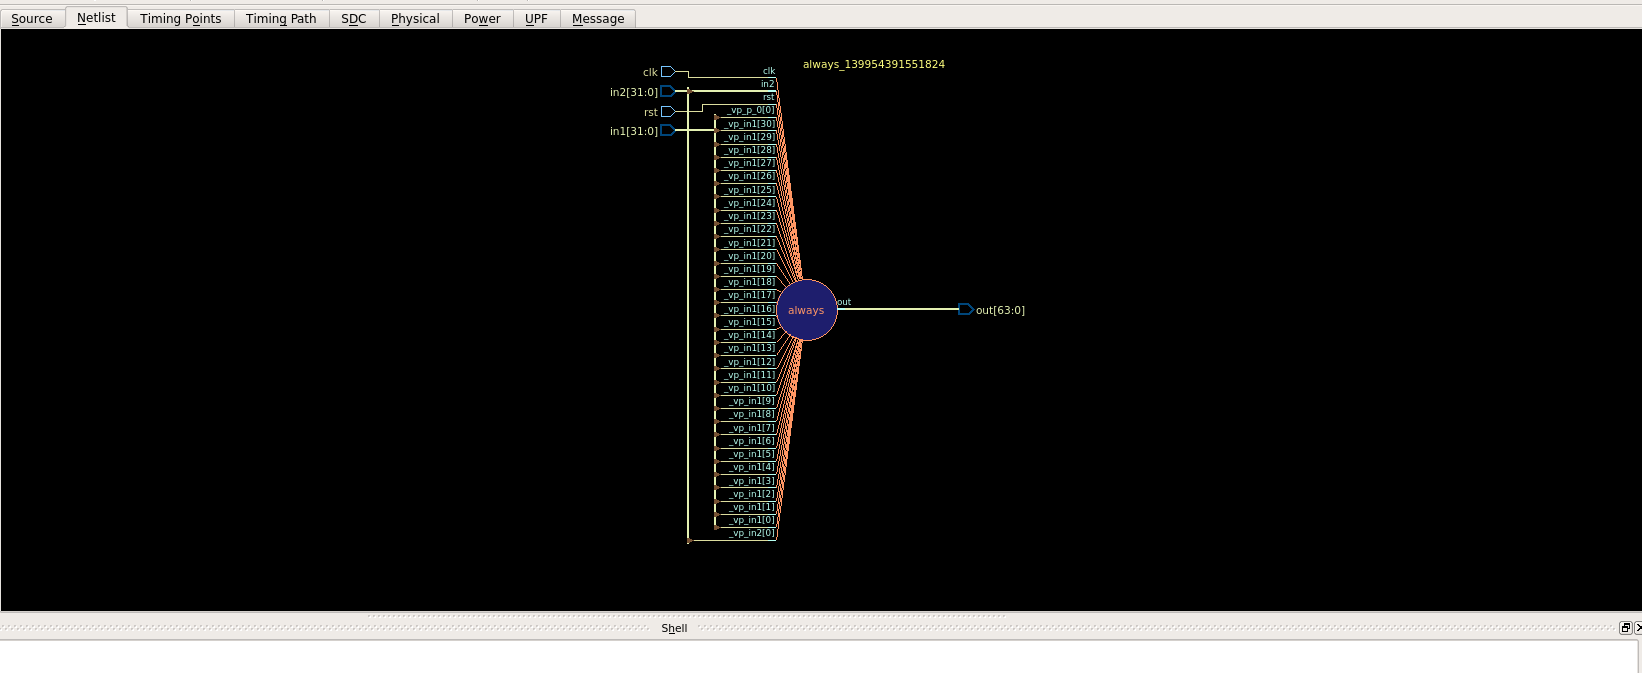 Source Netlist Timing Points Timing Path SDC Physical Power UPF Message
always_139954391551824
clk clk
in2[31:0] in2
rst rst
in1[31:0] _vp_p_0[0]
_vp_in1[30]
_vp_in1[29]
_vp_in1[28]
_vp_in1[27]
_vp_in1[26]
_vp_in1[25]
_vp_in1[24]
_vp_in1[23]
_vp_in1[22]
_vp_in1[21]
_vp_in1[20]
_vp_in1[19]
_vp_in1[18]
_vp_in1[17]
_vp_in1[16]
_vp_in1[15]
_vp_in1[14]
_vp_in1[13]
_vp_in1[12]
_vp_in1[11]
_vp_in1[10]
_vp_in1[9]
_vp_in1[8]
_vp_in1[7]
_vp_in1[6]
_vp_in1[5]
_vp_in1[4]
_vp_in1[3]
_vp_in1[2]
_vp_in1[1]
_vp_in1[0]
_vp_in2[0]
always out out[63:0]
Shell